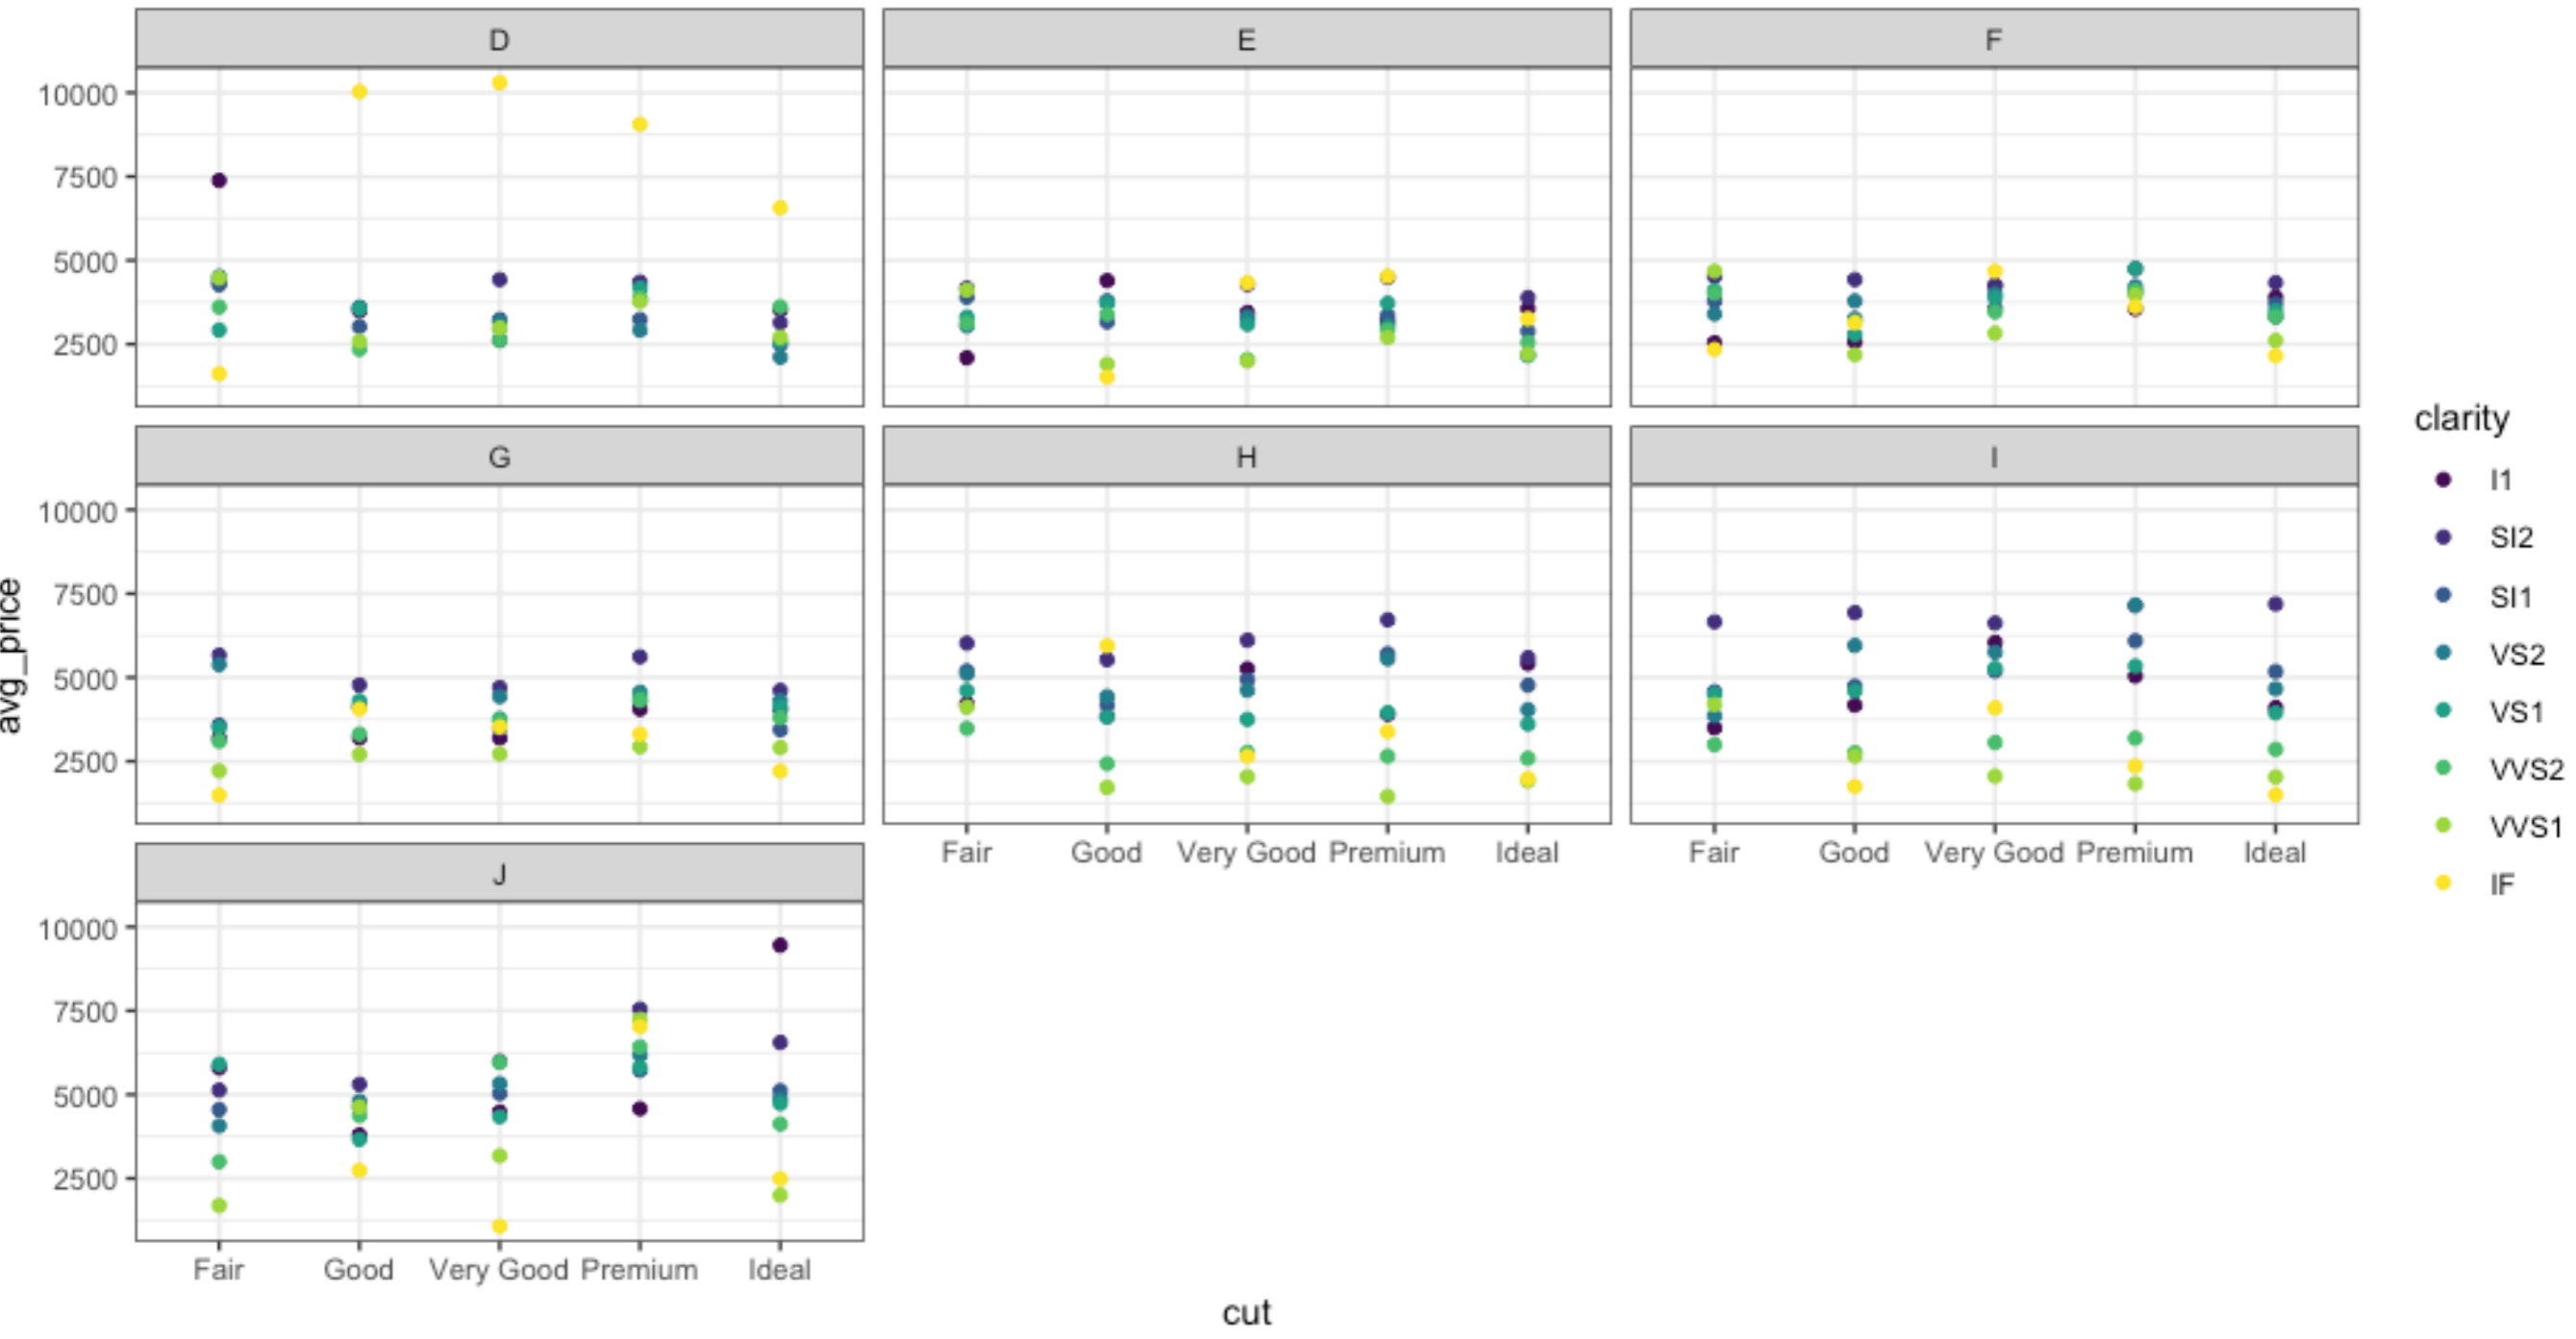 D E F
10000
7500
5000
2500
G H I
10000
7500
5000
2500
Fair Good Very Good Premium Ideal Fair Good Very Good Premium Ideal
J
10000
7500
5000
2500
Fair Good Very Good Premium Ideal
cut
avg_price
clarity
I1
SI2
SI1
VS2
VS1
VVS2
VVS1
IF